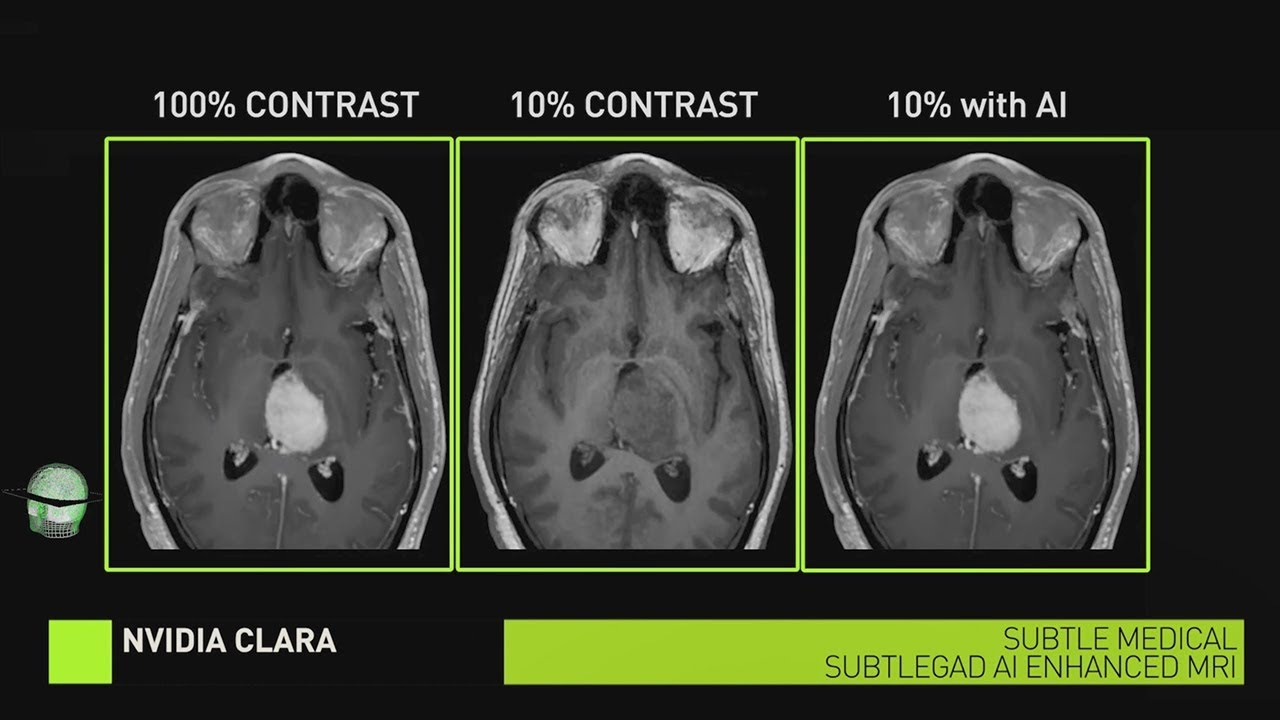 100% CONTRAST
10% CONTRAST
10% with AI
NVIDIA CLARA
SUBTLE MEDICAL
SUBTLEGAD AI ENHANCED MRI